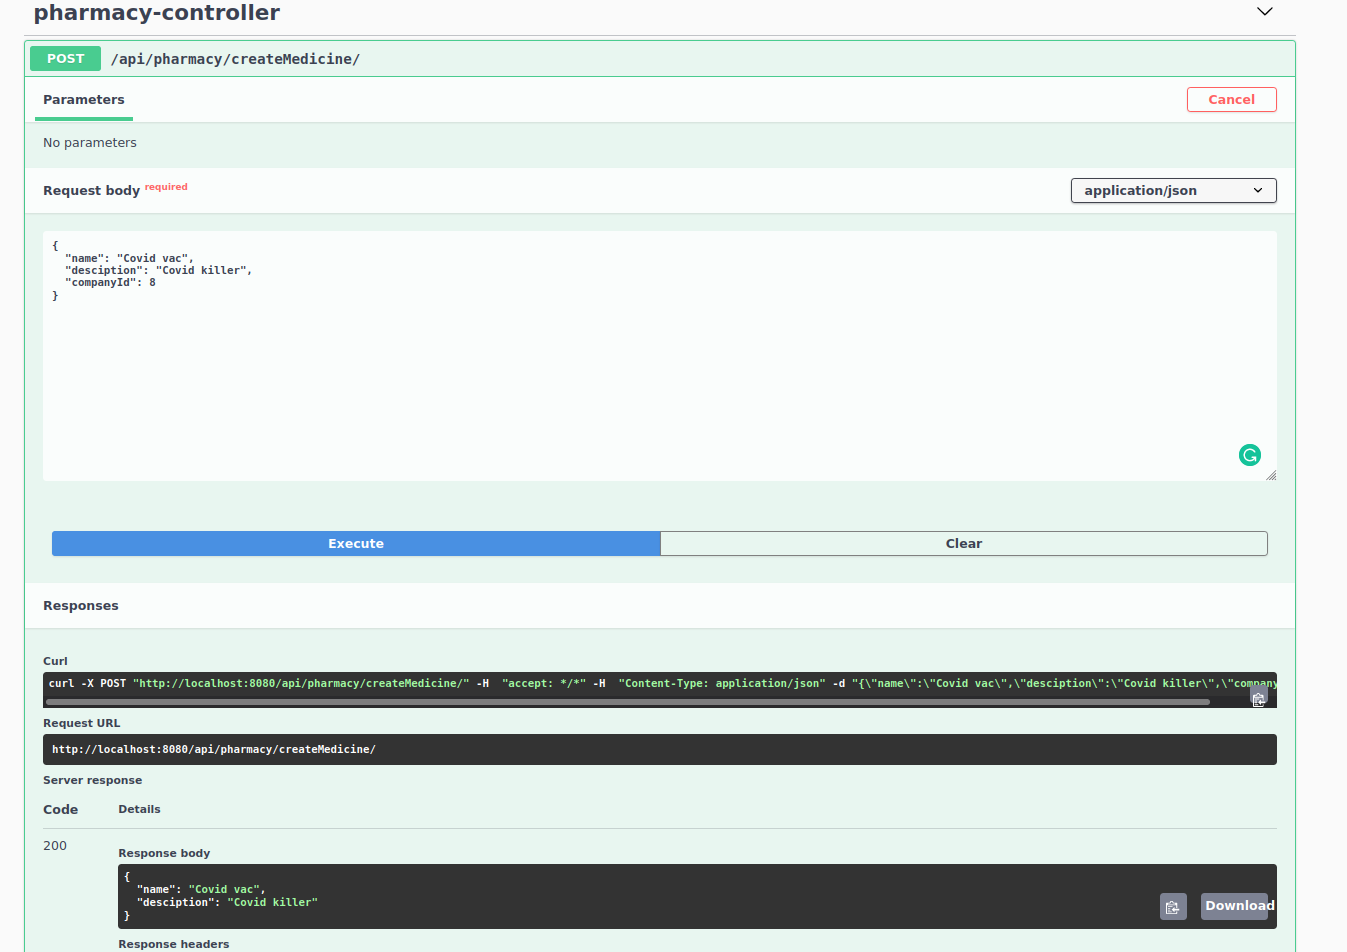 pharmacy-controller
POST /api/pharmacy/createMedicine/
Parameters
Cancel
No parameters
Request body required
application/json
{
"name": "Covid vac",
"desciption": "Covid killer",
"companyId": 8
}
Execute
Clear
Responses
Curl
curl -X POST "http://localhost:8080/api/pharmacy/createMedicine/" -H  "accept: */*" -H  "Content-Type: application/json" -d "{\"name\":\"Covid vac\",\"desciption\":\"Covid killer\",\"company
Request URL
http://localhost:8080/api/pharmacy/createMedicine/
Server response
Code
Details
200
Response body
{
"name": "Covid vac",
"desciption": "Covid killer"
}
Download
Response headers